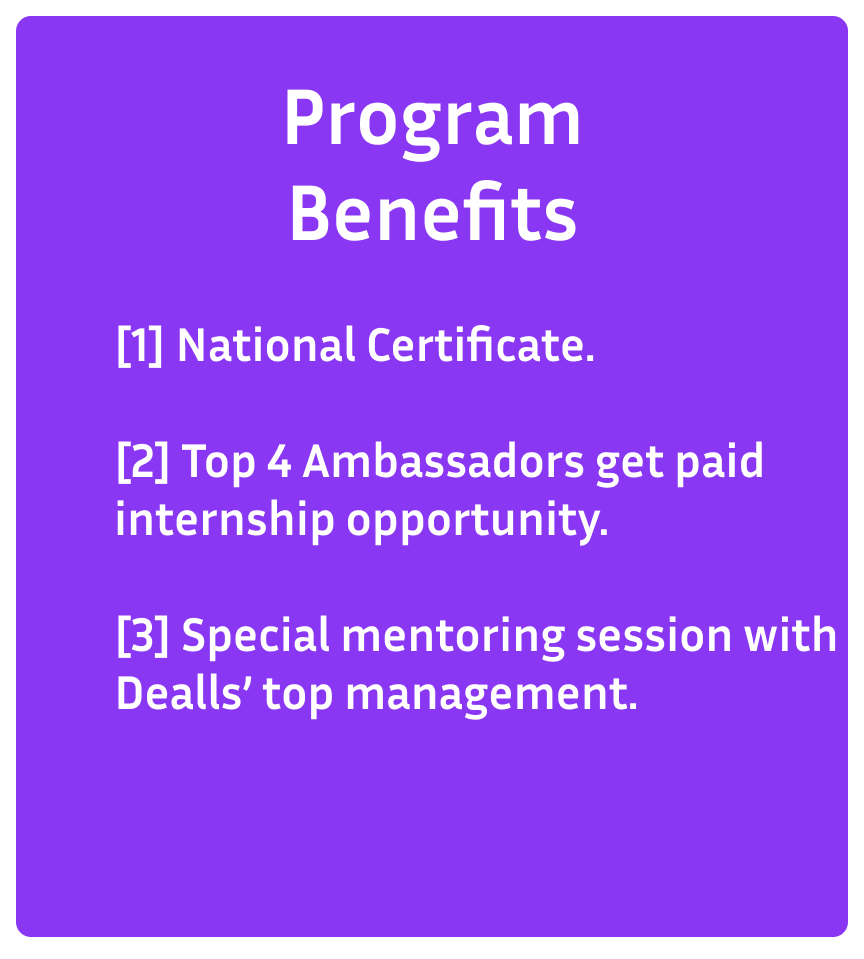 Program
Benefits
[1] National Certificate.
[2] Top 4 Ambassadors get paid
internship opportunity.
[3] Special mentoring session with
Dealls’ top management.